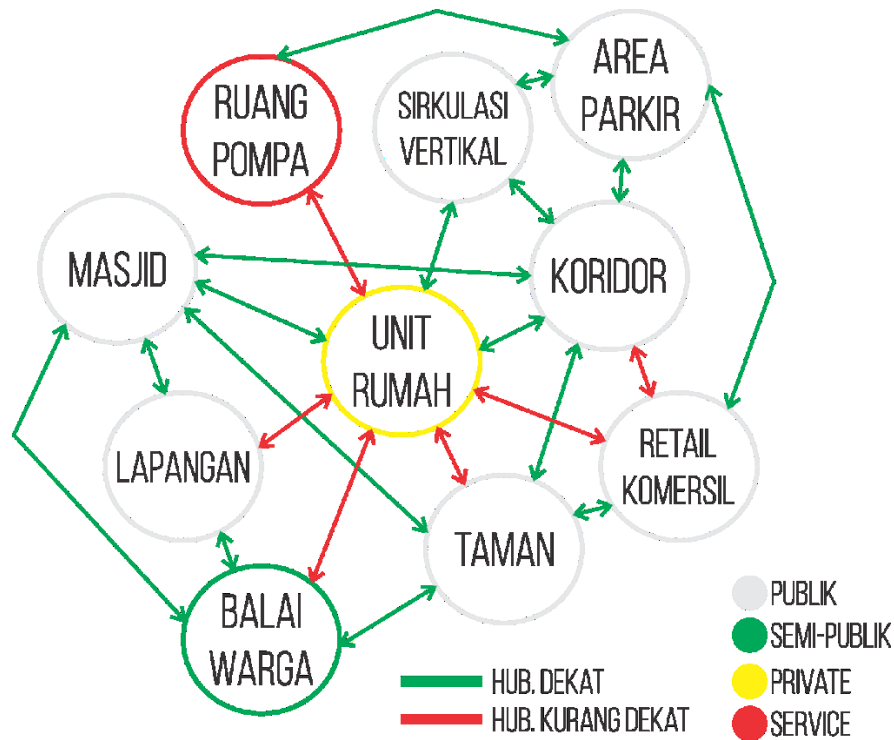 RUANG
POMPA
SIRKULASI
VERTIKAL
AREA
PARKIR
MASJID
KORIDOR
UNIT
RUMAH
LAPANGAN
RETAIL
KOMERSIL
TAMAN
BALAI
WARGA
HUB. DEKAT
HUB. KURANG DEKAT
PUBLIK
SEMI-PUBLIK
PRIVATE
SERVICE